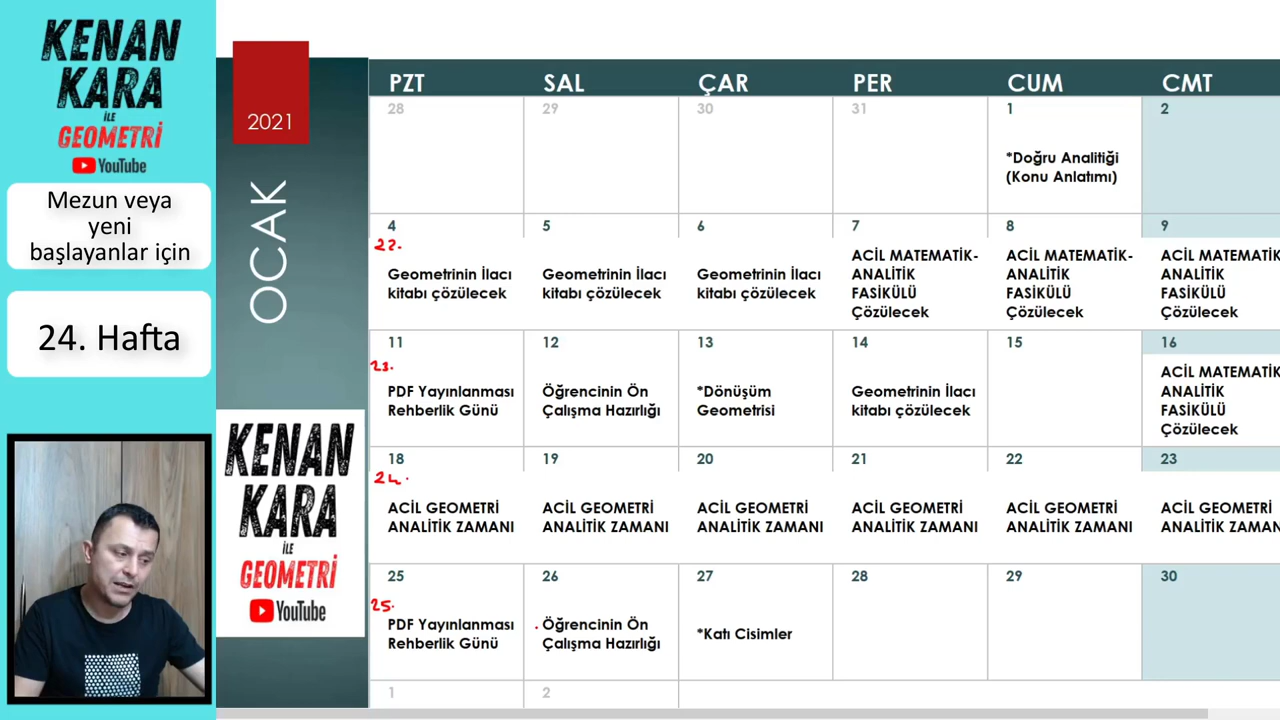 KENAN
KARA
İLE
GEOMETRİ
YouTube
Mezun veya
yeni
başlayanlar için
24. Hafta
2021
OCAK
KENAN
KARA
İLE
GEOMETRİ
YouTube
PZT SAL ÇAR PER CUM CMT
28 29 30 31 1 2
*Doğru Analitiği
(Konu Anlatımı)
4 5 6 7 8 9
22.
Geometrinin İlacı
kitabı çözülecek
Geometrinin İlacı
kitabı çözülecek
Geometrinin İlacı
kitabı çözülecek
ACİL MATEMATİK-
ANALİTİK
FASİKÜLÜ
Çözülecek
ACİL MATEMATİK-
ANALİTİK
FASİKÜLÜ
Çözülecek
ACİL MATEMATİK
ANALİTİK
FASİKÜLÜ
Çözülecek
11 12 13 14 15 16
23.
PDF Yayınlanması
Rehberlik Günü
Öğrencinin Ön
Çalışma Hazırlığı
*Dönüşüm
Geometrisi
Geometrinin İlacı
kitabı çözülecek
ACİL MATEMATİK
ANALİTİK
FASİKÜLÜ
Çözülecek
18 19 20 21 22 23
24.
ACİL GEOMETRİ
ANALİTİK ZAMANI
ACİL GEOMETRİ
ANALİTİK ZAMANI
ACİL GEOMETRİ
ANALİTİK ZAMANI
ACİL GEOMETRİ
ANALİTİK ZAMANI
ACİL GEOMETRİ
ANALİTİK ZAMANI
ACİL GEOMETRİ
ANALİTİK ZAMAN
25 26 27 28 29 30
25.
PDF Yayınlanması
Rehberlik Günü
Öğrencinin Ön
Çalışma Hazırlığı
*Katı Cisimler
1 2